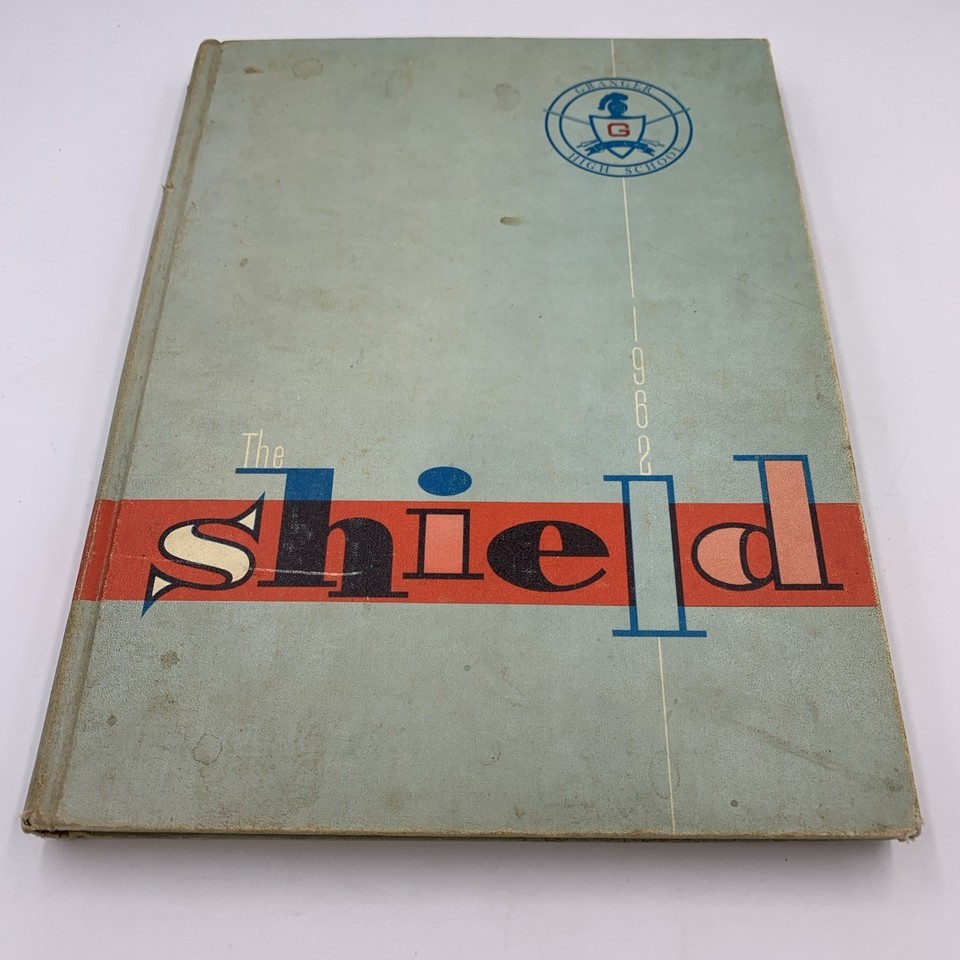 GRANGER
G
HIGH SCHOOL
1962
The
shield